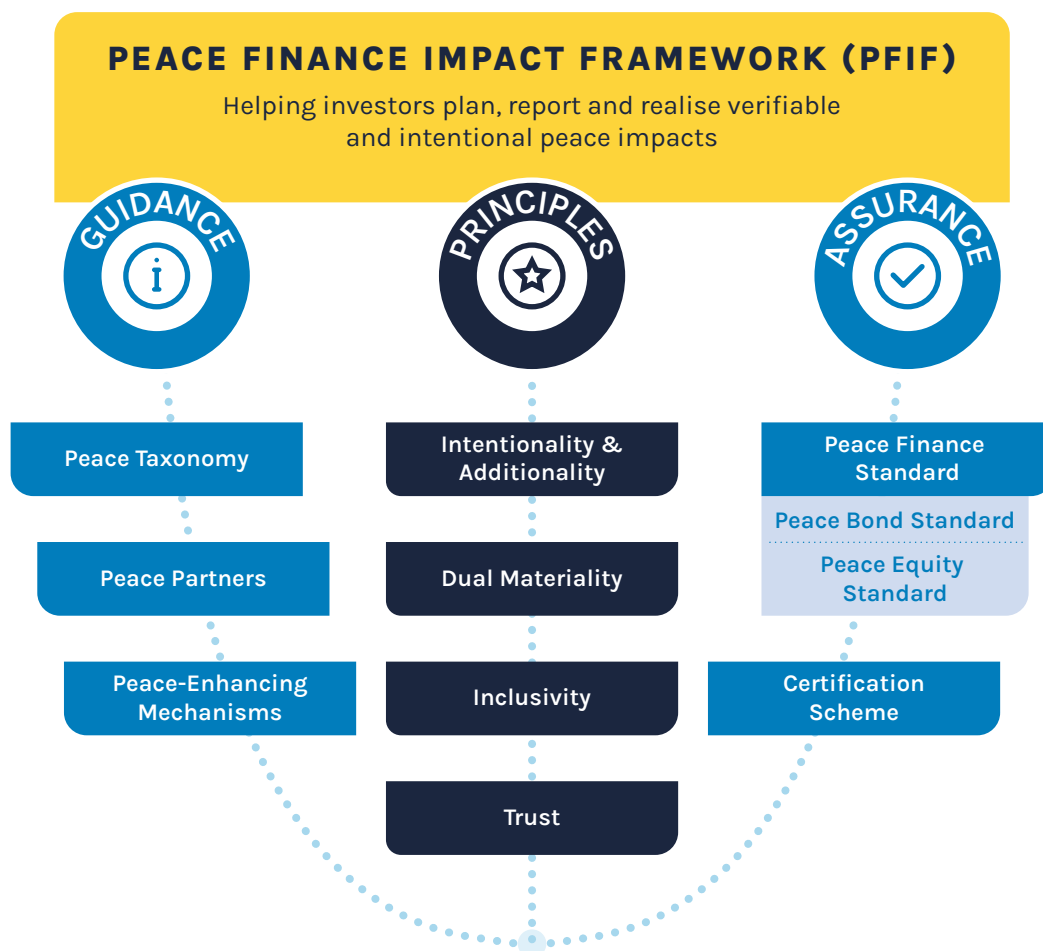 PEACE FINANCE IMPACT FRAMEWORK (PFIF)
Helping investors plan, report and realise verifiable
and intentional peace impacts
GUIDANCE
Peace Taxonomy
Peace Partners
Peace-Enhancing
Mechanisms
PRINCIPLES
Intentionality &
Additionality
Dual Materiality
Inclusivity
Trust
ASSURANCE
Peace Finance
Standard
Peace Bond Standard
Peace Equity
Standard
Certification
Scheme